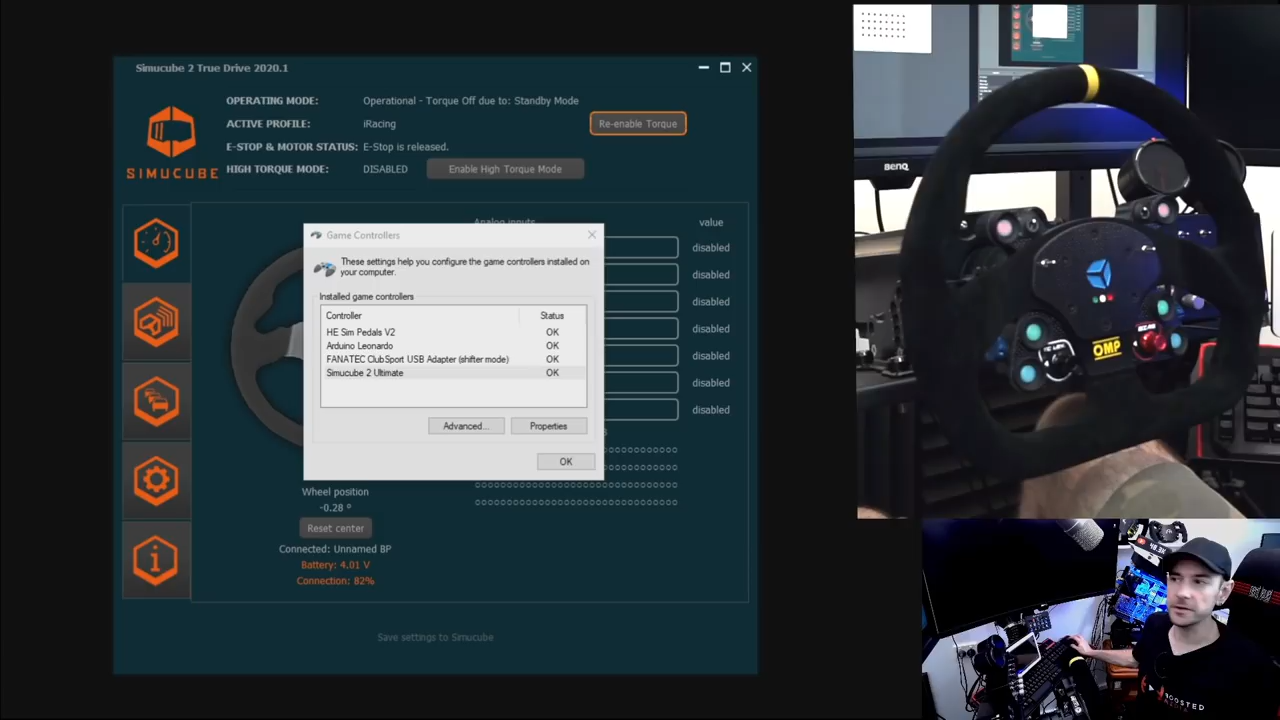 Simucube 2 True Drive 2020.1
OPERATING MODE: Operational - Torque Off due to: Standby Mode
ACTIVE PROFILE: iRacing
Re-enable Torque
E-STOP & MOTOR STATUS: E-Stop is released.
HIGH TORQUE MODE: DISABLED
Enable High Torque Mode
SIMUCUBE
Analog inputs value
disabled
disabled
disabled
disabled
disabled
disabled
disabled
Game Controllers
These settings help you configure the game controllers installed on
your computer.
Installed game controllers
Controller Status
HE Sim Pedals V2 OK
Arduino Leonardo OK
FANATEC ClubSport USB Adapter (shifter mode) OK
Simucube 2 Ultimate OK
Advanced...
Properties
OK
Wheel position
-0.28 º
Reset center
Connected: Unnamed BP
Battery: 4.01 V
Connection: 82%
Save settings to Simucube
BenQ
OMP